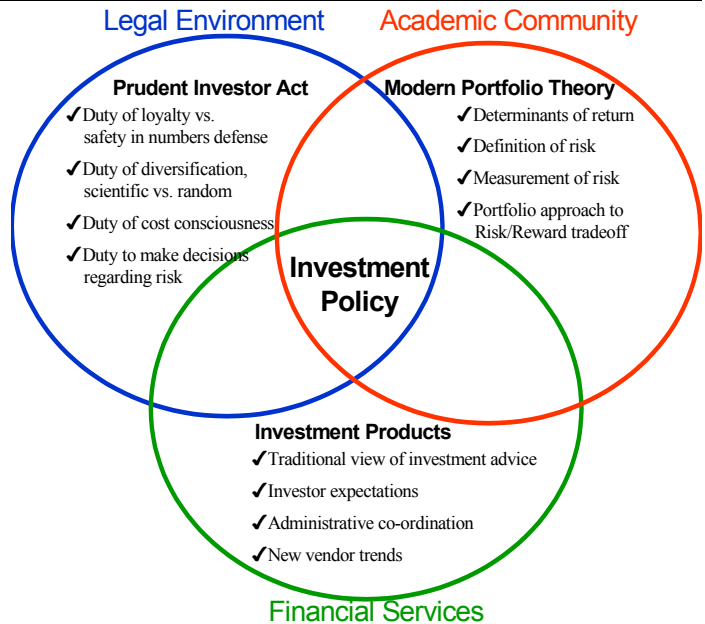 Legal Environment
Academic Community
Prudent Investor Act
✓Duty of loyalty vs.
safety in numbers defense
✓Duty of diversification,
scientific vs. random
✓Duty of cost consciousness
✓Duty to make decisions
regarding risk
Modern Portfolio Theory
✓Determinants of return
✓Definition of risk
✓Measurement of risk
✓Portfolio approach to
Risk/Reward tradeoff
Investment
Policy
Investment Products
✓Traditional view of investment advice
✓Investor expectations
✓Administrative co-ordination
✓New vendor trends
Financial Services